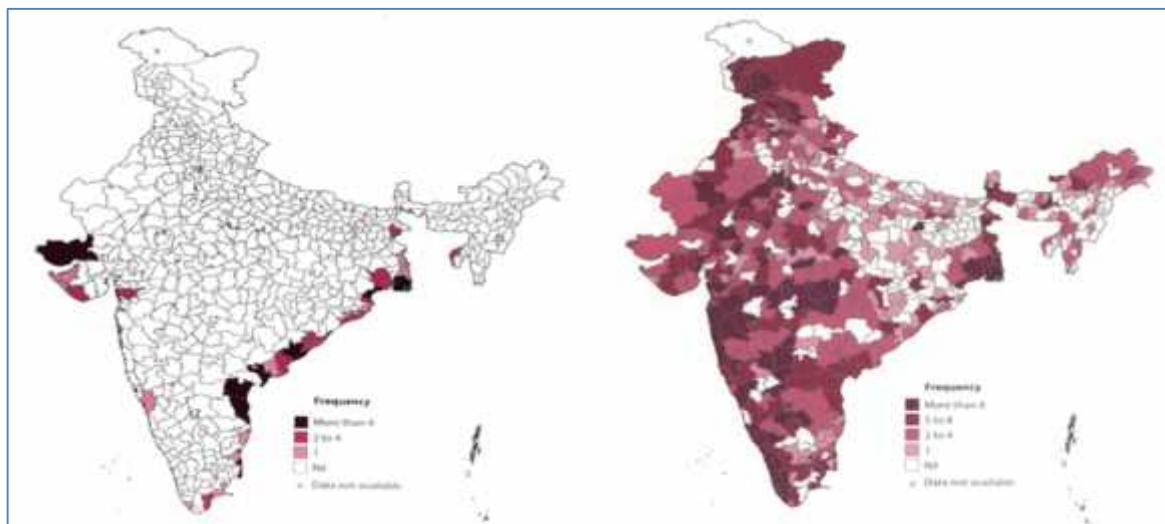 Frequency
More than 4
2 to 4
1
Nil
Data not available
Frequency
More than 8
5 to 8
2 to 4
1
Nil
Data not available